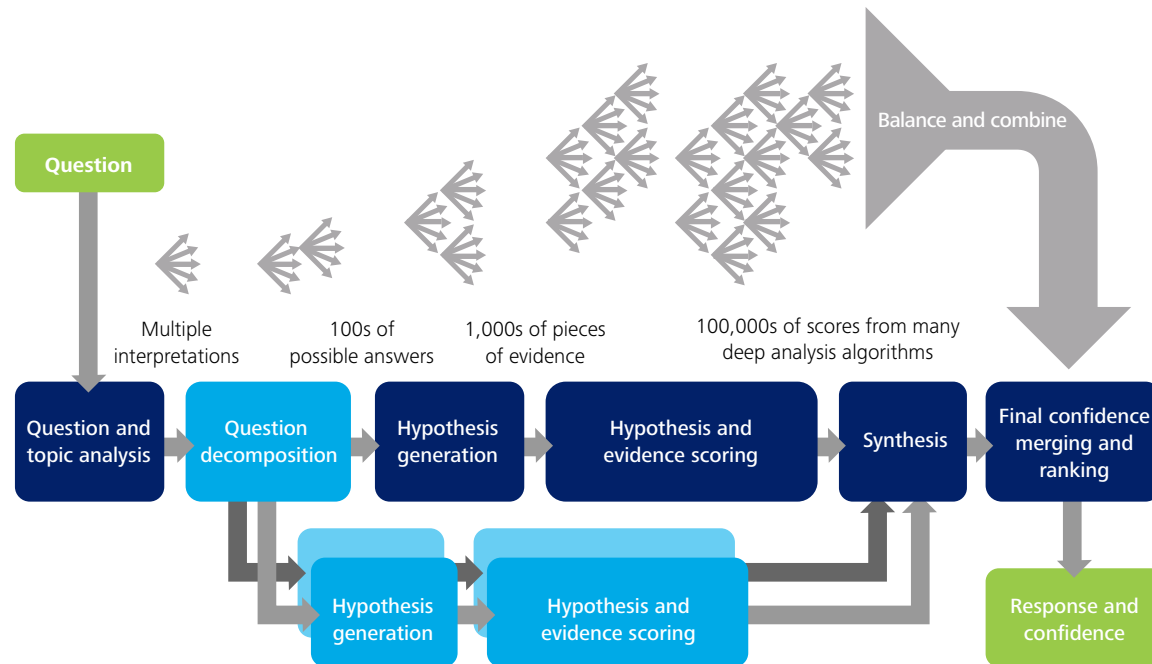 Balance and combine
Question
Multiple
interpretations
100s of
possible answers
1,000s of pieces
of evidence
100,000s of scores from many
deep analysis algorithms
Question and
topic analysis
Question
decomposition
Hypothesis
generation
Hypothesis and
evidence scoring
Synthesis
Final confidence
merging and
ranking
Hypothesis
generation
Hypothesis and
evidence scoring
Response and
confidence